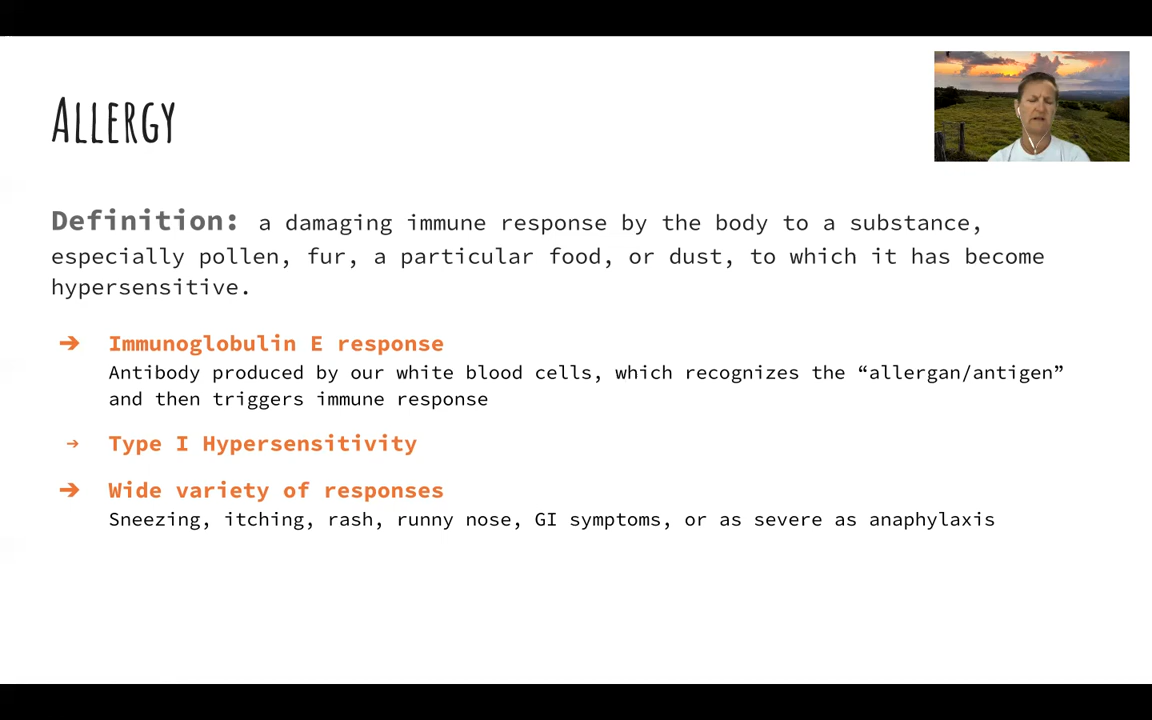 Allergy
Definition: a damaging immune response by the body to a substance,
especially pollen, fur, a particular food, or dust, to which it has become
hypersensitive.
➔ Immunoglobulin E response
Antibody produced by our white blood cells, which recognizes the “allergan/antigen”
and then triggers immune response
➔ Type I Hypersensitivity
➔ Wide variety of responses
Sneezing, itching, rash, runny nose, GI symptoms, or as severe as anaphylaxis